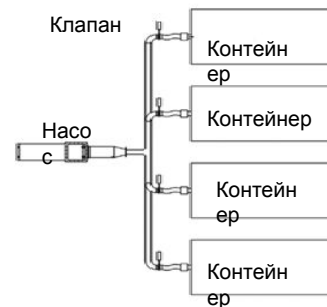 Клапан
Контейн
ер
Контейнер
Насо
с
Контейн
ер
Контейн
ер